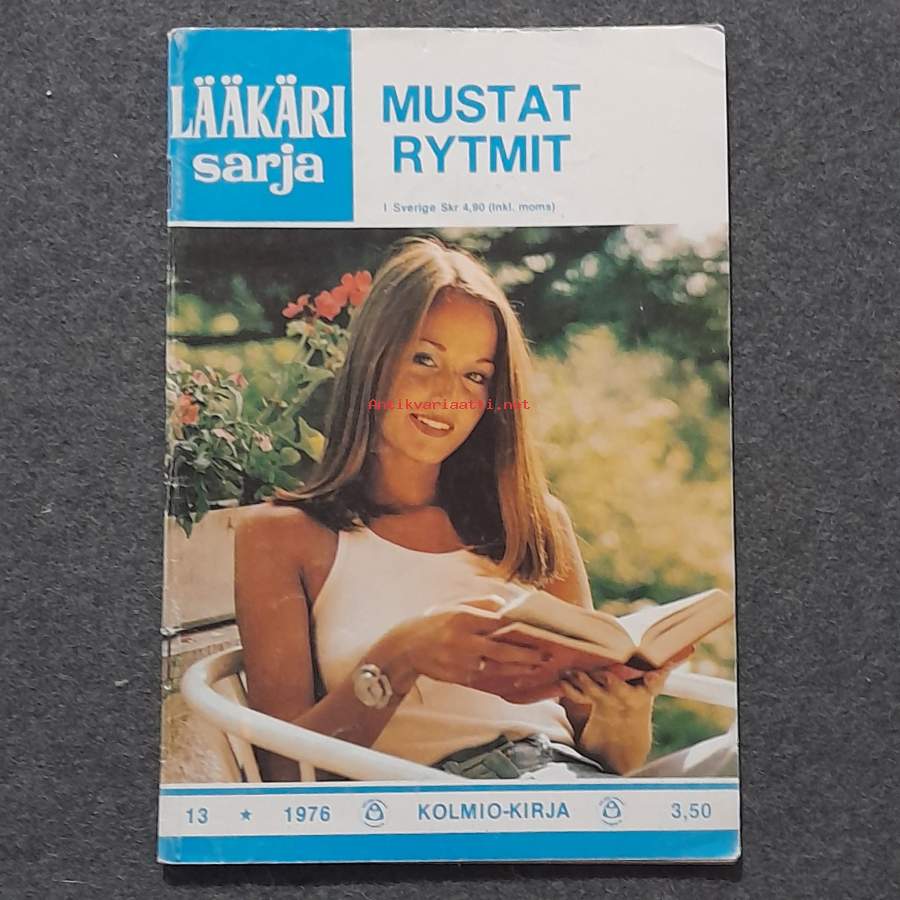 LÄÄKÄRI
sarja
MUSTAT
RYTMIT
I Sverige Skr 4,90 (Inkl. moms)
Antikvariaatti.net
13 ★ 1976 KOLMIO-KIRJA 3,50